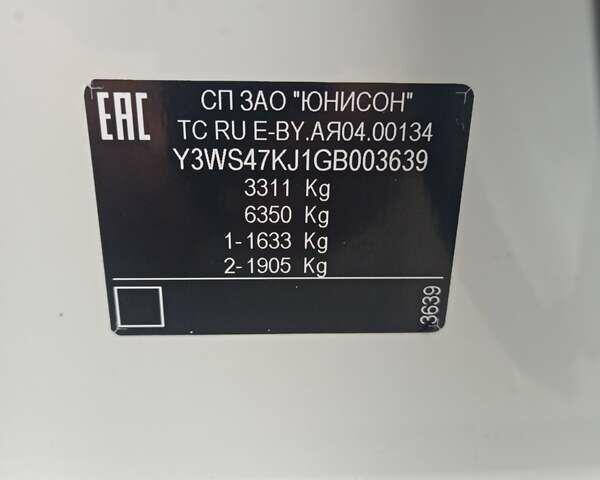 EAC
СП ЗАО "ЮНИСОН"
ТС RU E-BY.АЯ04.00134
Y3WS47KJ1GB003639
3311 Kg
6350 Kg
1-1633 Kg
2-1905 Kg
3639